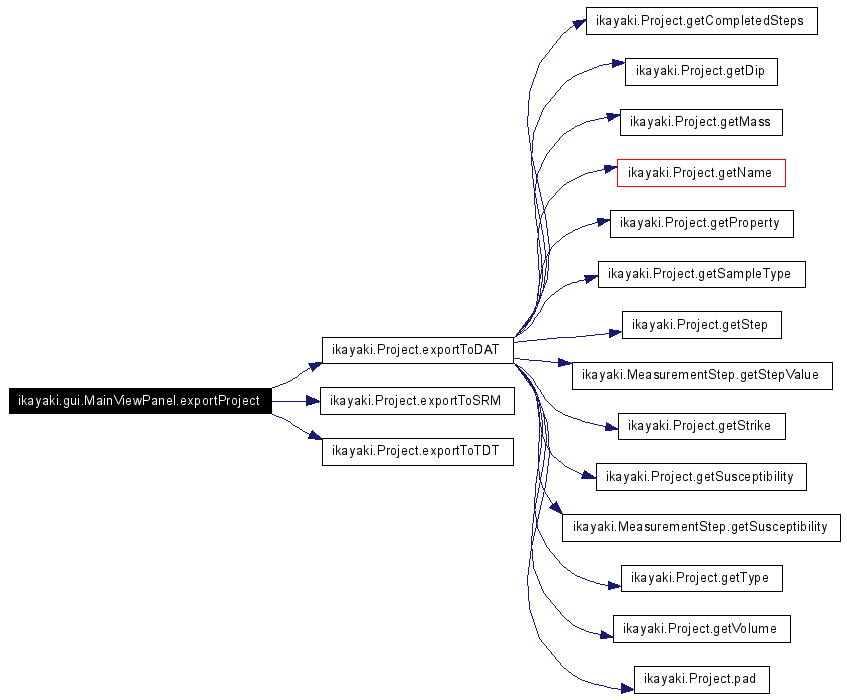 ikayaki.Project.getCompletedSteps
ikayaki.Project.getDip
ikayaki.Project.getMass
ikayaki.Project.getName
ikayaki.Project.getProperty
ikayaki.Project.getSampleType
ikayaki.Project.getStep
ikayaki.Project.exportToDAT
ikayaki.MeasurementStep.getStepValue
ikayaki.gui.MainViewPanel.exportProject
ikayaki.Project.exportToSRM
ikayaki.Project.getStrike
ikayaki.Project.exportToTDT
ikayaki.Project.getSusceptibility
ikayaki.MeasurementStep.getSusceptibility
ikayaki.Project.getType
ikayaki.Project.getVolume
ikayaki.Project.pad